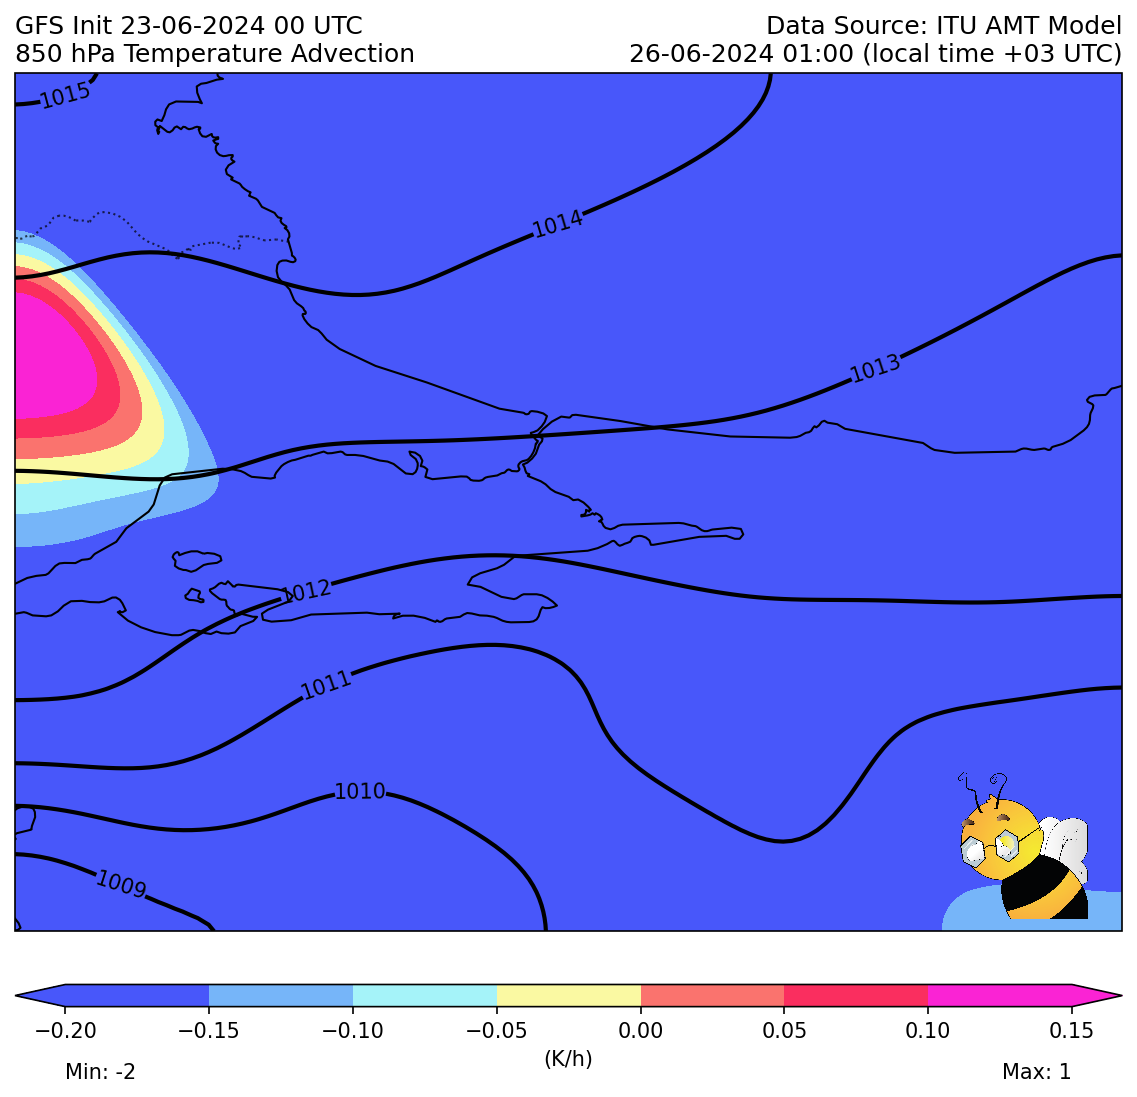 GFS Init 23-06-2024 00 UTC
Data Source: ITU AMT Model
850 hPa Temperature Advection
26-06-2024 01:00 (local time +03 UTC)
1015
1014
1013
1012
1011
1010
1009
−0.20 −0.15 −0.10 −0.05 0.00 0.05 0.10 0.15
(K/h)
Min: -2
Max: 1